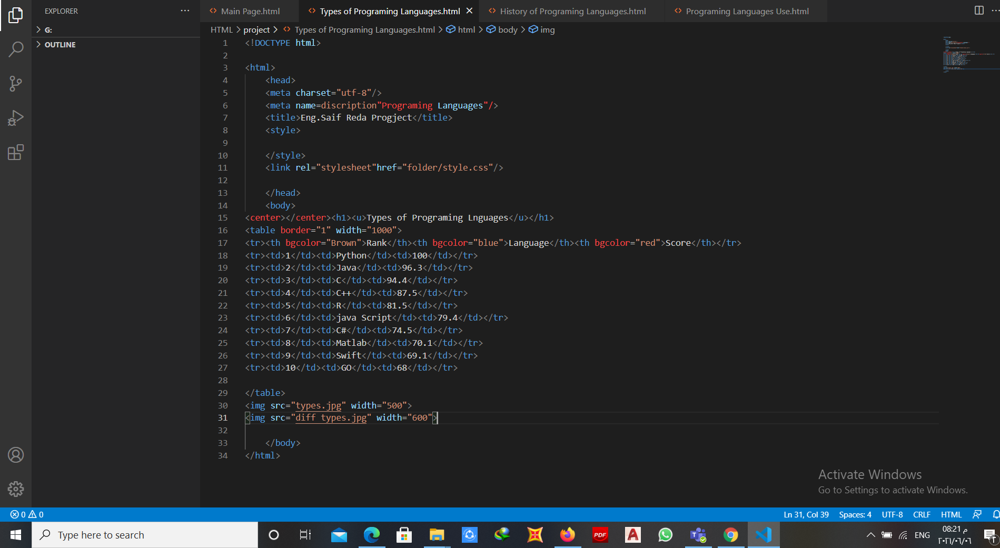 EXPLORER ···
Main Page.html Types of Programing Languages.html History of Programing Languages.html Programing Languages Use.html
G:
OUTLINE
HTML project Types of Programing Languages.html html body img
1 <!DOCTYPE html>
2
3 <html>
4 <head>
5 <meta charset="utf-8"/>
6 <meta name=discription"Programing Languages"/>
7 <title>Eng.Saif Reda Progject</title>
8 <style>
9
10 </style>
11 <link rel="stylesheet"href="folder/style.css"/>
12
13 </head>
14 <body>
15 <center></center><h1><u>Types of Programing Lnguages</u></h1>
16 <table border="1" width="1000">
17 <tr><th bgcolor="Brown">Rank</th><th bgcolor="blue">Language</th><th bgcolor="red">Score</th></tr>
18 <tr><td>1</td><td>Python</td><td>100</td></tr>
19 <tr><td>2</td><td>Java</td><td>96.3</td></tr>
20 <tr><td>3</td><td>C</td><td>94.4</td></tr>
21 <tr><td>4</td><td>C++</td><td>87.5</td></tr>
22 <tr><td>5</td><td>R</td><td>81.5</td></tr>
23 <tr><td>6</td><td>java Script</td><td>79.4</td></tr>
24 <tr><td>7</td><td>C#</td><td>74.5</td></tr>
25 <tr><td>8</td><td>Matlab</td><td>70.1</td></tr>
26 <tr><td>9</td><td>Swift</td><td>69.1</td></tr>
27 <tr><td>10</td><td>GO</td><td>68</td></tr>
28
29 </table>
30 <img src="types.jpg" width="500">
31 <img src="diff types.jpg" width="600">
32
33 </body>
34 </html>
Activate Windows
Go to Settings to activate Windows.
0 0 Ln 31, Col 39 Spaces: 4 UTF-8 CRLF HTML
Type here to search
PDF
ENG
08:21 م
٢٠٢١/٠٦/٠٦
٢